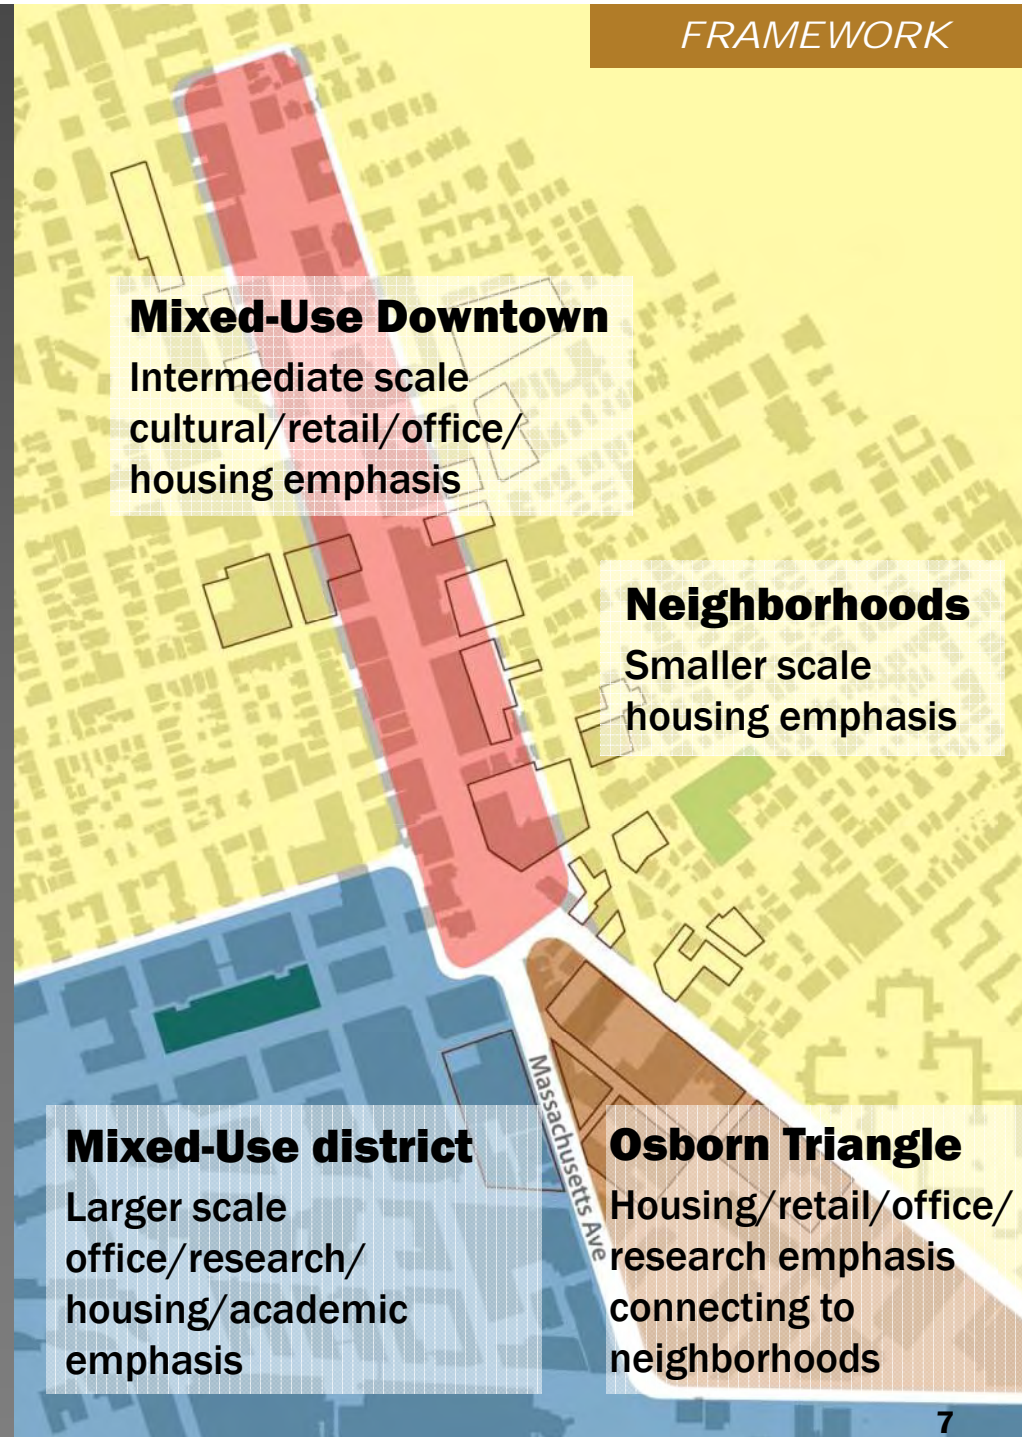 FRAMEWORK
Mixed-Use Downtown
Intermediate scale
cultural/retail/office/
housing emphasis
Neighborhoods
Smaller scale
housing emphasis
Massachusetts Ave
Mixed-Use district
Larger scale
office/research/
housing/academic
emphasis
Osborn Triangle
Housing/retail/office/
research emphasis
connecting to
neighborhoods
7